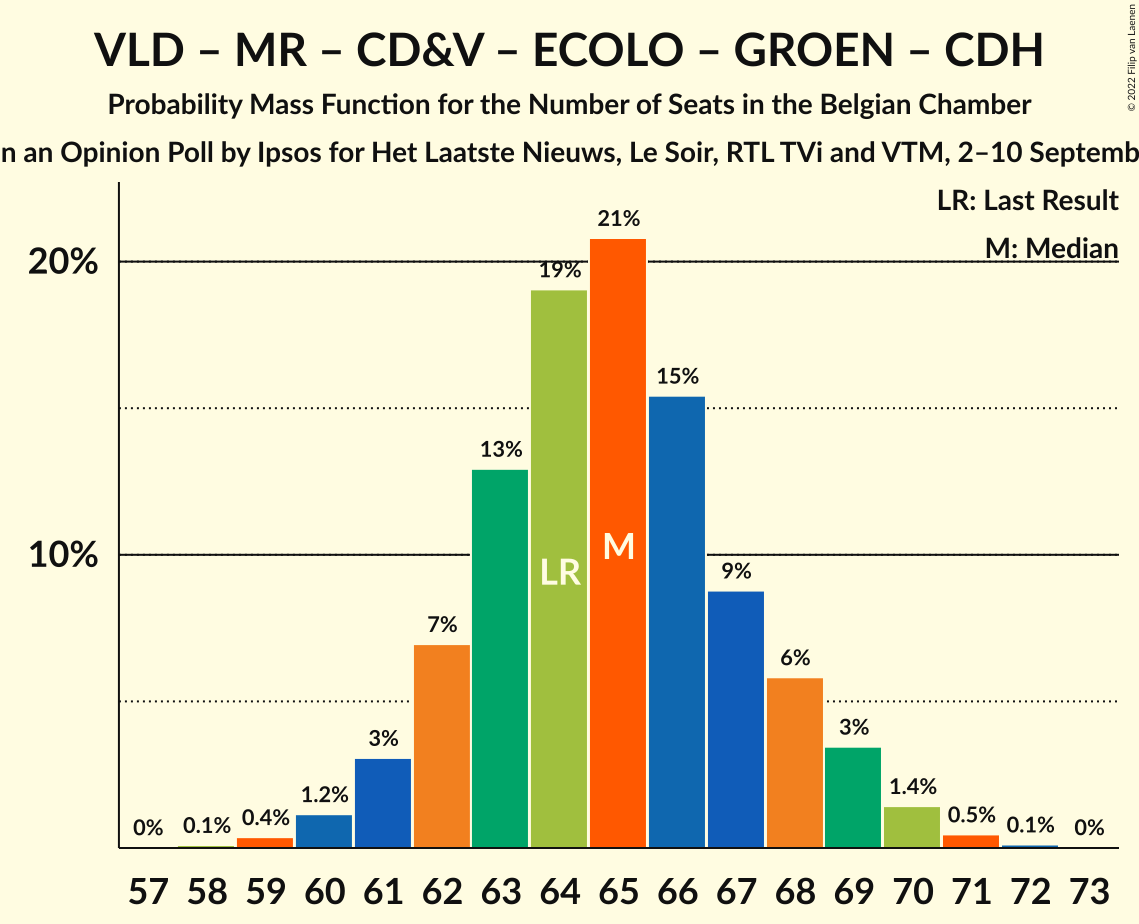 VLD – MR – CD&V – ECOLO – GROEN – CDH
Probability Mass Function for the Number of Seats in the Belgian Chamber
n an Opinion Poll by Ipsos for Het Laatste Nieuws, Le Soir, RTL TVi and VTM, 2–10 Septemb
© 2022 Filip van Laenen
LR: Last Result
M: Median
20%
10%
0% 0.1% 0.4% 1.2% 3% 7% 13% 19% 21% 15% 9% 6% 3% 1.4% 0.5% 0.1% 0%
LR M
57 58 59 60 61 62 63 64 65 66 67 68 69 70 71 72 73